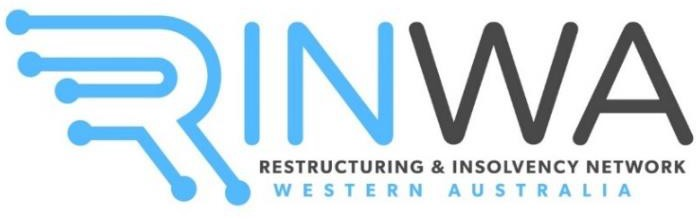 RINWA
RESTRUCTURING & INSOLVENCY NETWORK
WESTERN AUSTRALIA